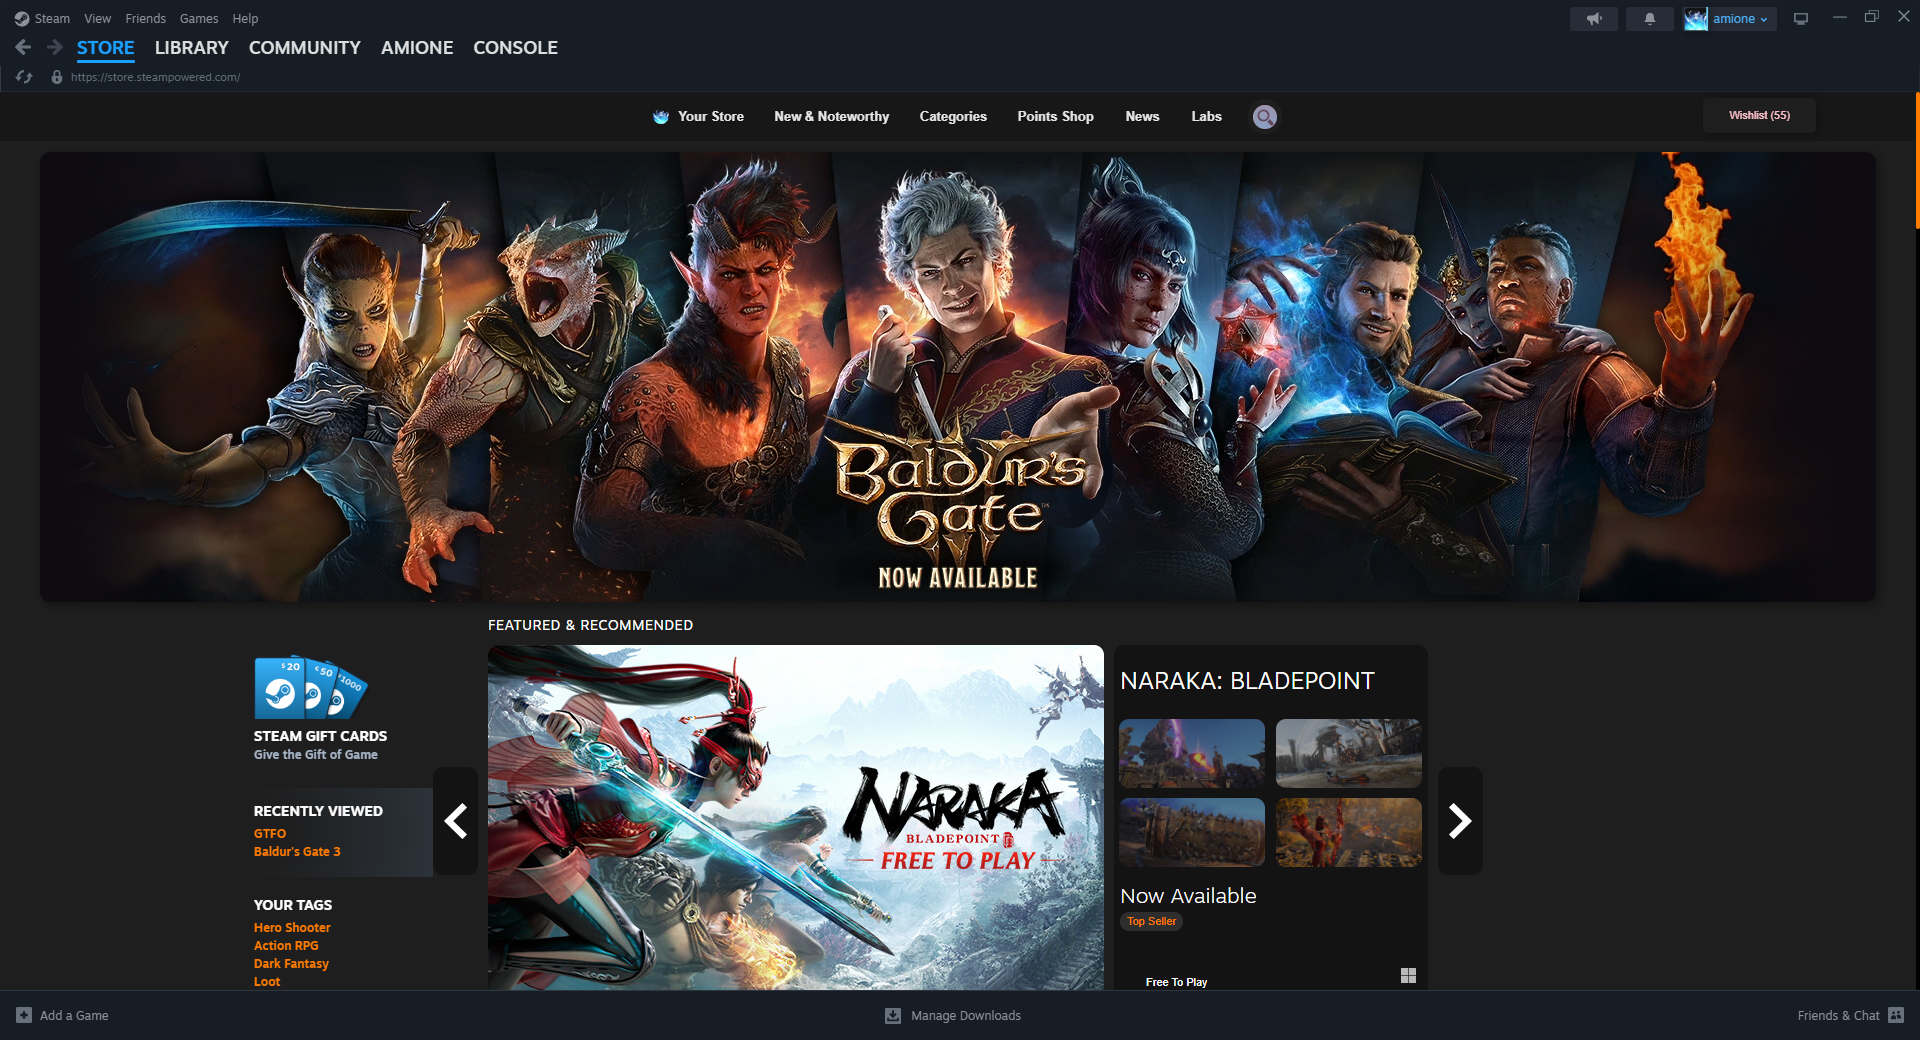 Steam View Friends Games Help
amione
STORE LIBRARY COMMUNITY AMIONE CONSOLE
https://store.steampowered.com/
Your Store New & Noteworthy Categories Points Shop News Labs
Wishlist (55)
BALDUR'S
GATE
III
NOW AVAILABLE
FEATURED & RECOMMENDED
$20 €50 ¥1000
STEAM GIFT CARDS
Give the Gift of Game
RECENTLY VIEWED
GTFO
Baldur's Gate 3
YOUR TAGS
Hero Shooter
Action RPG
Dark Fantasy
Loot
NARAKA
BLADEPOINT
FREE TO PLAY
NARAKA: BLADEPOINT
Now Available
Top Seller
Free To Play
Add a Game
Manage Downloads
Friends & Chat